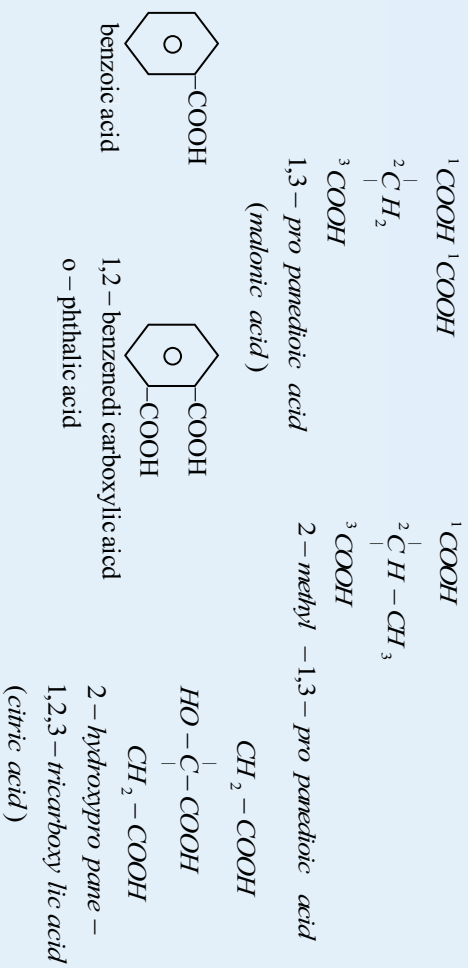 ¹COOH ¹COOH
²CH₂
³COOH
1,3 – pro panedioic acid
(malonic acid)
¹COOH
²CH – CH₃
³COOH
2 – methyl – 1,3 – pro panedioic acid
COOH
benzoic acid
COOH
COOH
1,2 – benzenedi carboxylic aicd
o – phthalic acid
CH₂ – COOH
HO – C – COOH
CH₂ – COOH
2 – hydroxypro pane –
1,2,3 – tricarboxy lic acid
(citric acid)